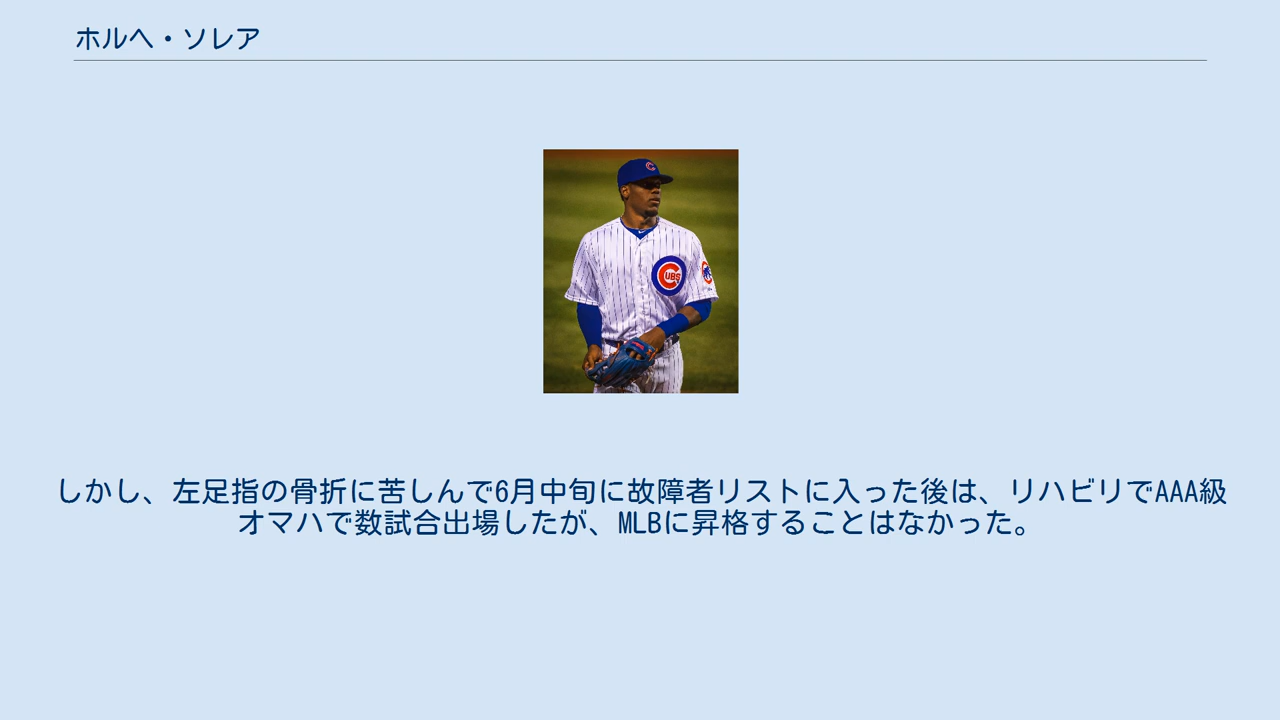 ホルヘ・ソレア
CUBS
しかし、左足指の骨折に苦しんで6月中旬に故障者リストに入った後は、リハビリでAAA級
オマハで数試合出場したが、MLBに昇格することはなかった。